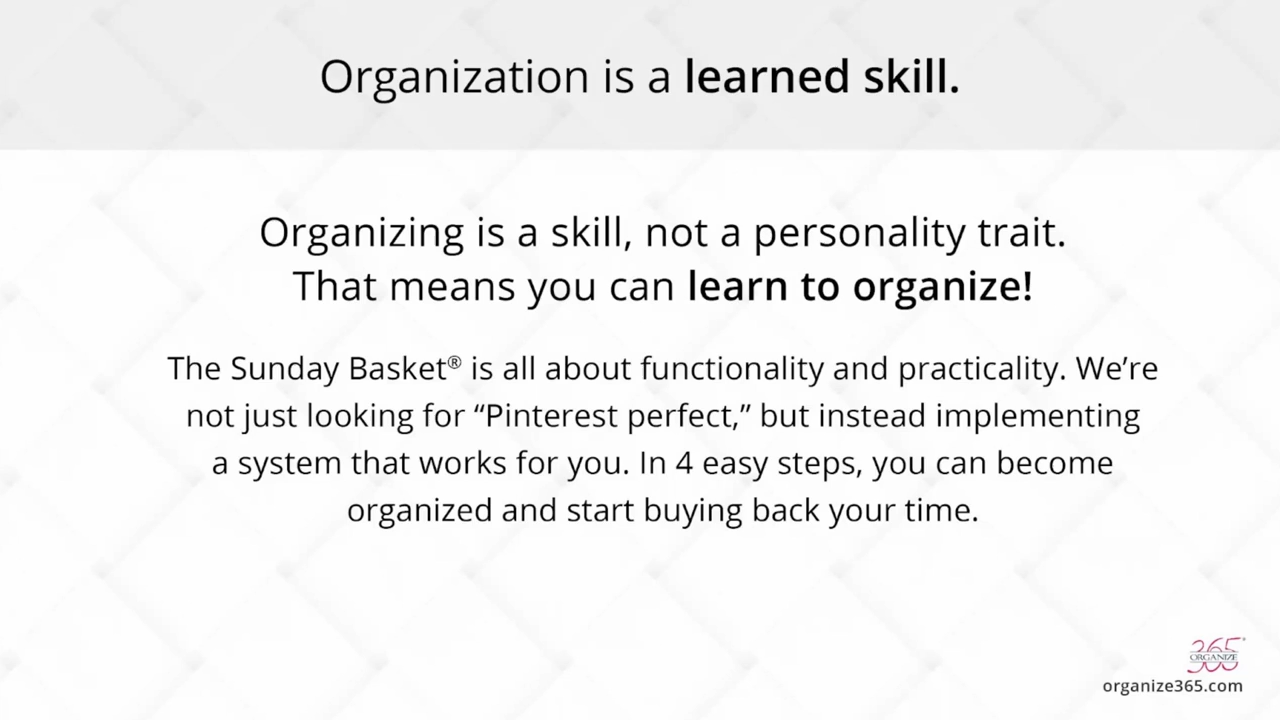 Organization is a learned skill.
Organizing is a skill, not a personality trait.
That means you can learn to organize!
The Sunday Basket® is all about functionality and practicality. We’re
not just looking for “Pinterest perfect,” but instead implementing
a system that works for you. In 4 easy steps, you can become
organized and start buying back your time.
365
ORGANIZE
organize365.com